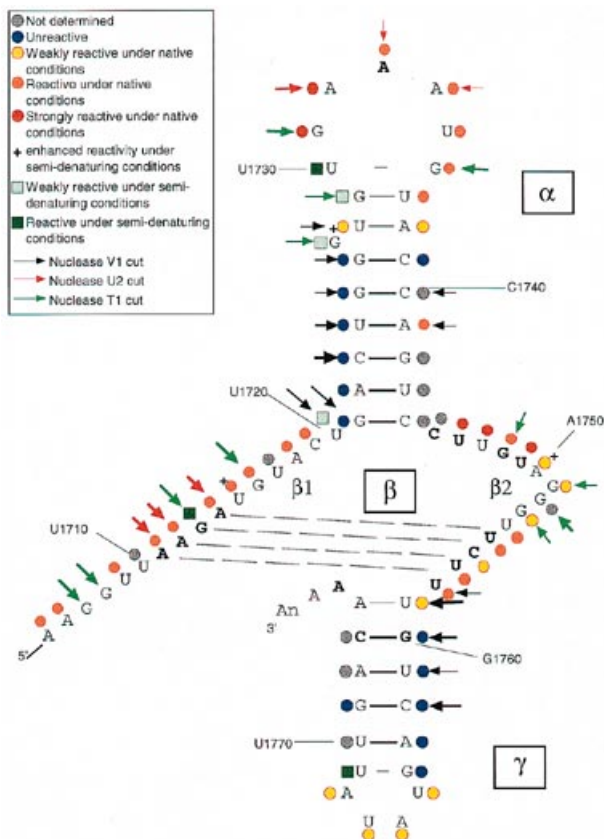 Not determined
Unreactive
Weakly reactive under native
conditions
Reactive under native
conditions
Strongly reactive under native
conditions
+ enhanced reactivity under
semi-denaturing conditions
Weakly reactive under semi-
denaturing conditions
Reactive under semi-denaturing
conditions
Nuclease V1 cut
Nuclease U2 cut
Nuclease T1 cut
A
A A
G U
U1730 U – G
α
G U
+ U A
G
G C
G C C1740
U A
C G
A U
G C
U1720
5' A A G G U U A A G A U G U A C U
+
U1710
β1
β
β2
C U U G U A G G G U U C U U
+
A1750
3' An A A A U
C G
G1760
A U
G C
U1770 U A
U G
γ
A U
U A